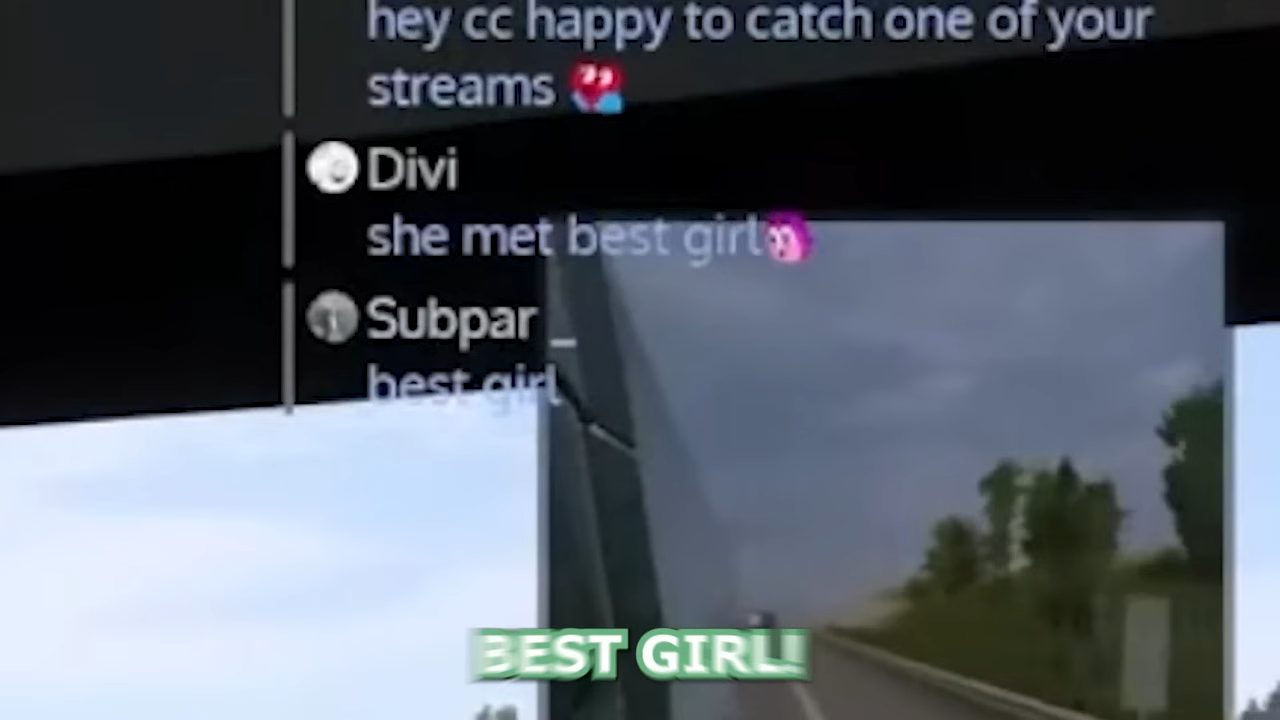 hey cc happy to catch one of your
streams
Divi
she met best girl
Subpar _
best girl
BEST GIRL!